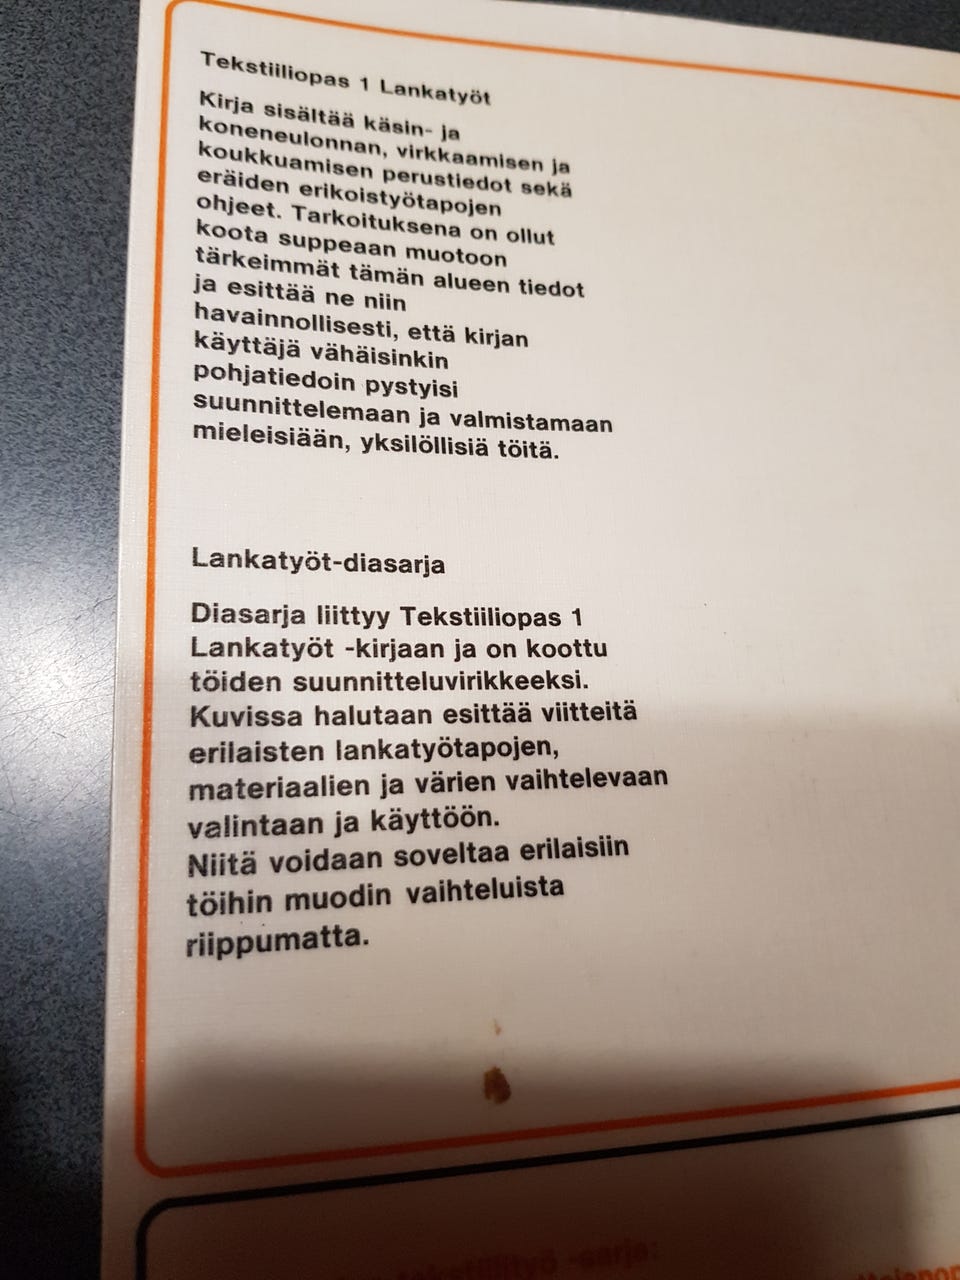 Tekstiiliopas 1 Lankatyöt
Kirja sisältää käsin- ja
koneneulonnan, virkkaamisen ja
koukkuamisen perustiedot sekä
eräiden erikoistyötapojen
ohjeet. Tarkoituksena on ollut
koota suppeaan muotoon
tärkeimmät tämän alueen tiedot
ja esittää ne niin
havainnollisesti, että kirjan
käyttäjä vähäisinkin
pohjatiedoin pystyisi
suunnittelemaan ja valmistamaan
mieleisiään, yksilöllisiä töitä.
Lankatyöt-diasarja
Diasarja liittyy Tekstiiliopas 1
Lankatyöt -kirjaan ja on koottu
töiden suunnitteluvirikkeeksi.
Kuvissa halutaan esittää viitteitä
erilaisten lankatyötapojen,
materiaalien ja värien vaihtelevaan
valintaan ja käyttöön.
Niitä voidaan soveltaa erilaisiin
töihin muodin vaihteluista
riippumatta.
-sarja: